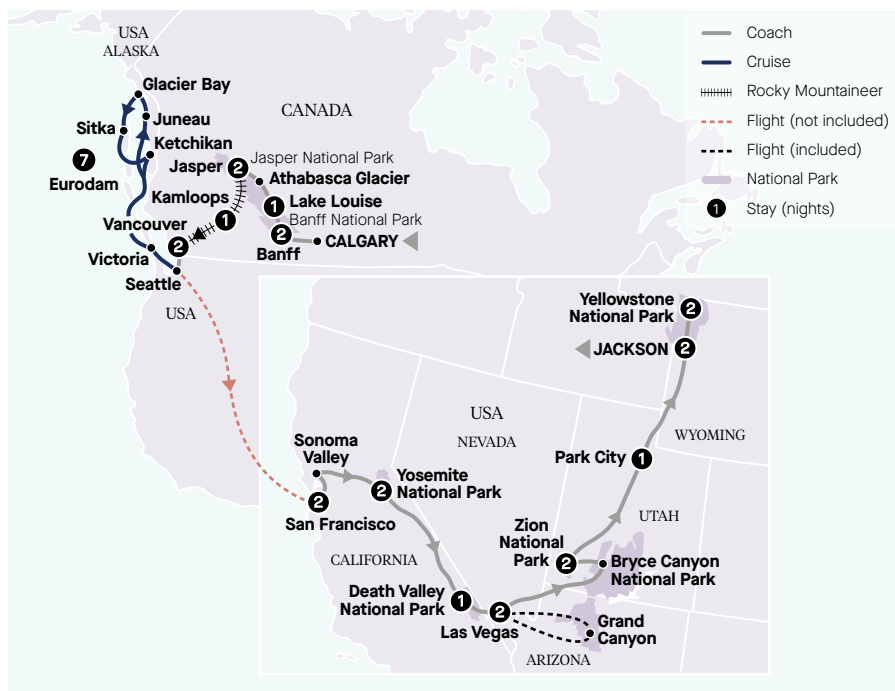 USA
ALASKA
Glacier Bay
CANADA
Juneau
Sitka
Ketchikan
7
Eurodam
Jasper
2
Jasper National Park
Athabasca Glacier
Kamloops
1
1
Lake Louise
Banff National Park
Vancouver
2
2
Banff
CALGARY
Victoria
Seattle
USA
Coach
Cruise
Rocky Mountaineer
Flight (not included)
Flight (included)
National Park
1
Stay (nights)
Yellowstone
National Park
2
JACKSON
2
USA
NEVADA
WYOMING
Sonoma
Valley
Park City
1
2
Yosemite
National Park
2
San Francisco
UTAH
Zion
National
Park
2
Bryce Canyon
National Park
CALIFORNIA
Death Valley
National Park
1
2
Las Vegas
Grand
Canyon
ARIZONA